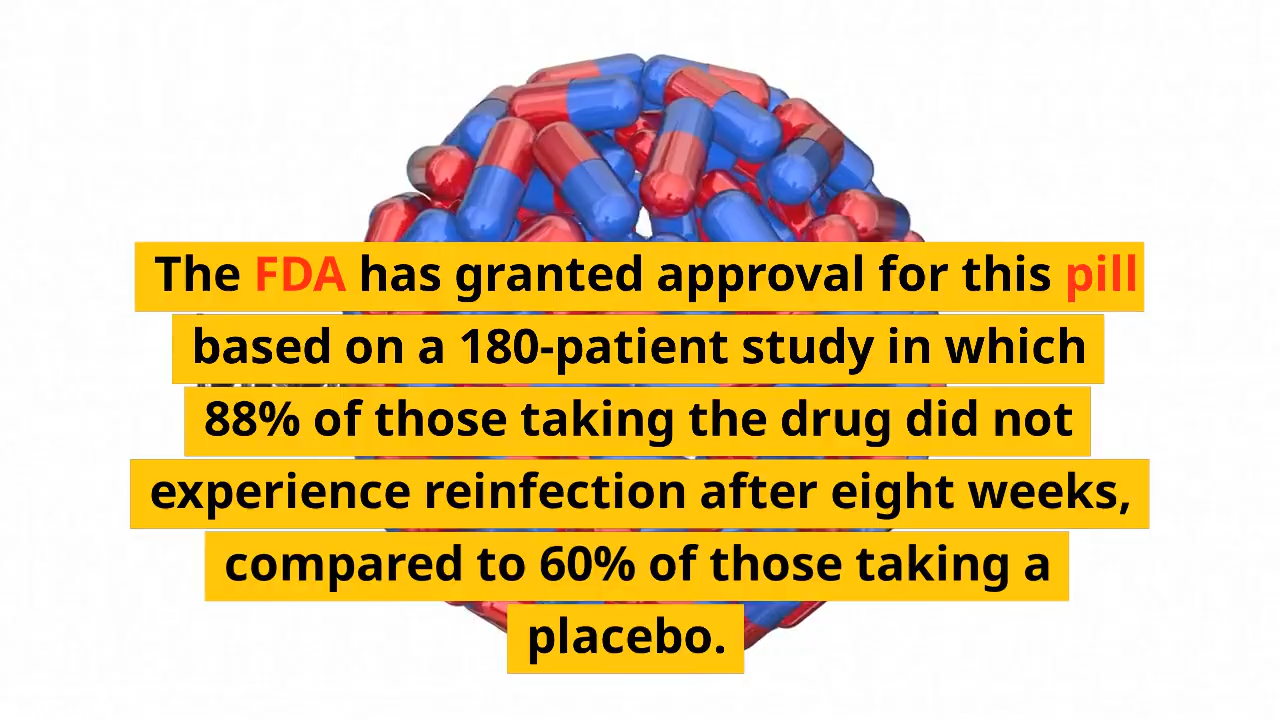 The FDA has granted approval for this pill
based on a 180-patient study in which
88% of those taking the drug did not
experience reinfection after eight weeks,
compared to 60% of those taking a
placebo.